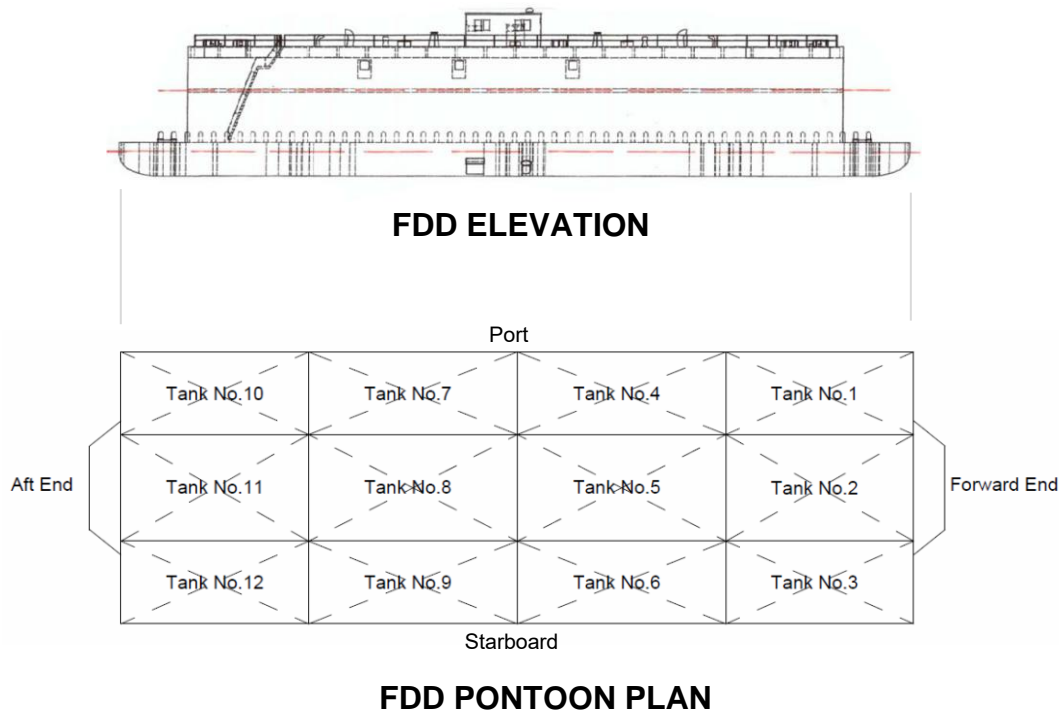 FDD ELEVATION
Port
Tank No.10 Tank No.7 Tank No.4 Tank No.1
Aft End Tank No.11 Tank No.8 Tank No.5 Tank No.2 Forward End
Tank No.12 Tank No.9 Tank No.6 Tank No.3
Starboard
FDD PONTOON PLAN